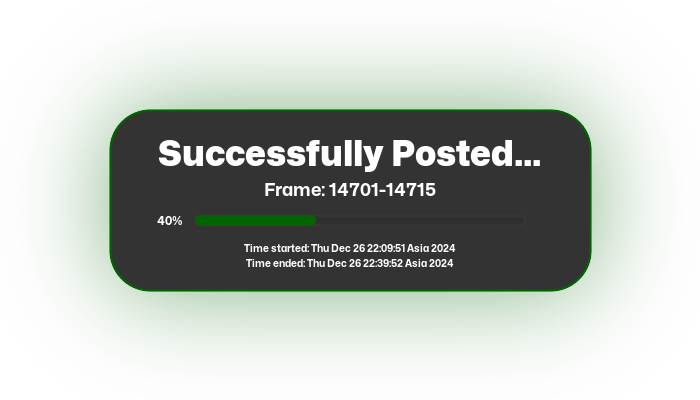 Successfully Posted...
Frame: 14701-14715
40%
Time started: Thu Dec 26 22:09:51 Asia 2024
Time ended: Thu Dec 26 22:39:52 Asia 2024